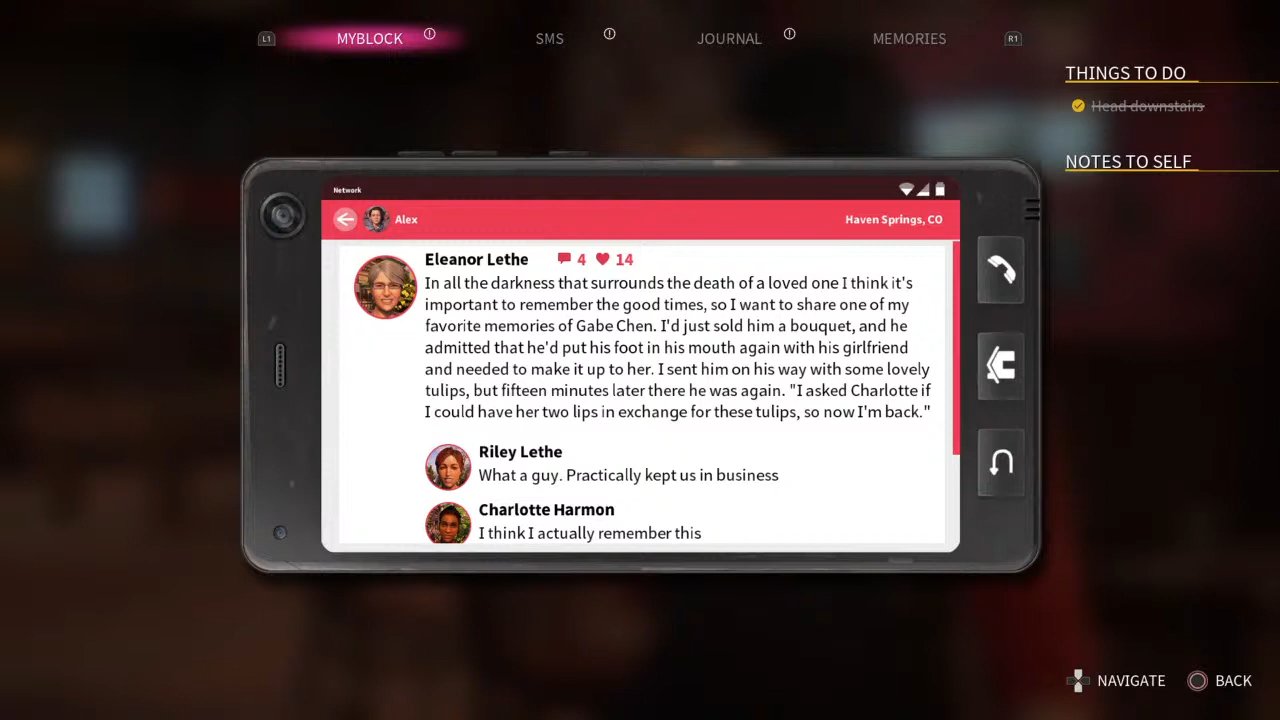 L1 MYBLOCK SMS JOURNAL MEMORIES R1
THINGS TO DO
Head downstairs
NOTES TO SELF
Network
Alex Haven Springs, CO
Eleanor Lethe 4 14
In all the darkness that surrounds the death of a loved one I think it's
important to remember the good times, so I want to share one of my
favorite memories of Gabe Chen. I'd just sold him a bouquet, and he
admitted that he'd put his foot in his mouth again with his girlfriend
and needed to make it up to her. I sent him on his way with some lovely
tulips, but fifteen minutes later there he was again. "I asked Charlotte if
I could have her two lips in exchange for these tulips, so now I'm back."
Riley Lethe
What a guy. Practically kept us in business
Charlotte Harmon
I think I actually remember this
NAVIGATE BACK